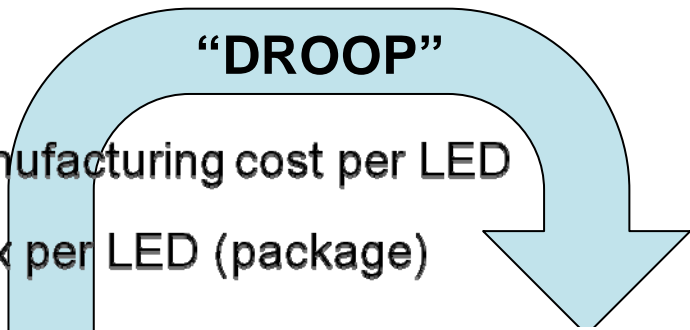 “DROOP”
nufacturing cost per LED
x per LED (package)